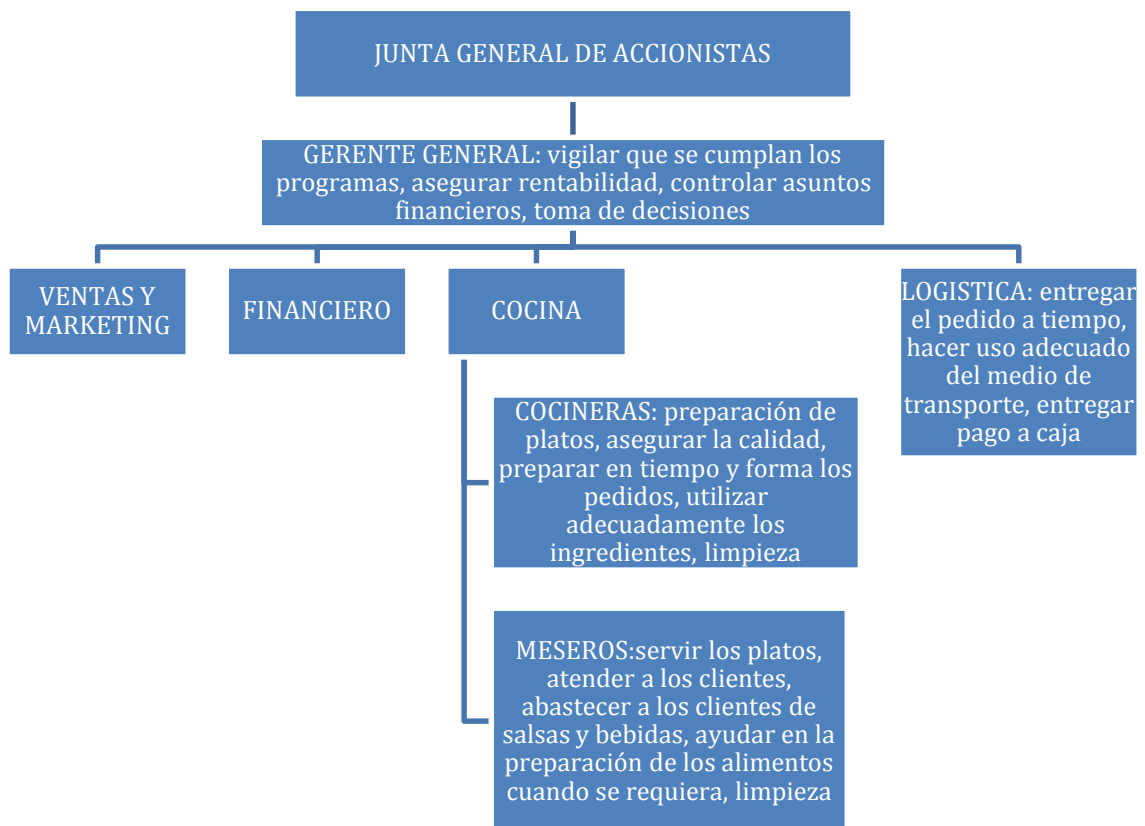 JUNTA GENERAL DE ACCIONISTAS
GERENTE GENERAL: vigilar que se cumplan los
programas, asegurar rentabilidad, controlar asuntos
financieros, toma de decisiones
VENTAS Y
MARKETING
FINANCIERO
COCINA
LOGISTICA: entregar
el pedido a tiempo,
hacer uso adecuado
del medio de
transporte, entregar
pago a caja
COCINERAS: preparación de
platos, asegurar la calidad,
preparar en tiempo y forma los
pedidos, utilizar
adecuadamente los
ingredientes, limpieza
MESEROS:servir los platos,
atender a los clientes,
abastecer a los clientes de
salsas y bebidas, ayudar en la
preparación de los alimentos
cuando se requiera, limpieza